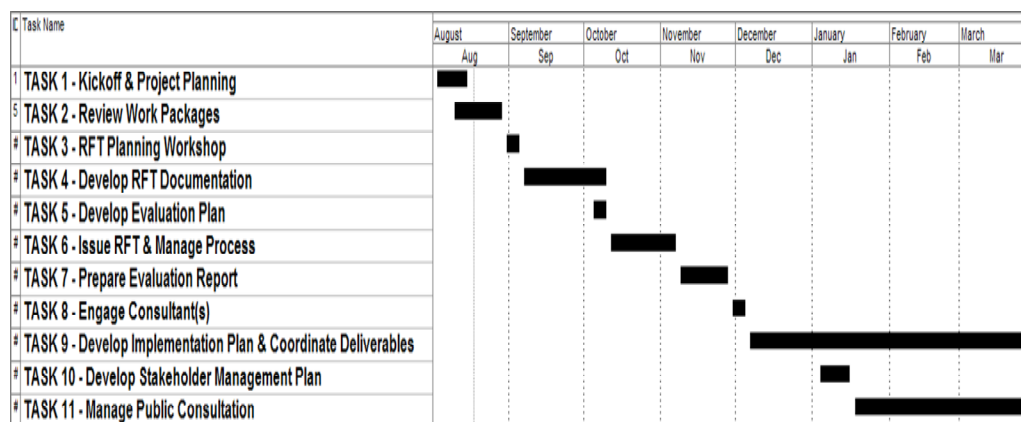 ID Task Name
August September October November December January February March
Aug Sep Oct Nov Dec Jan Feb Mar
1 TASK 1 - Kickoff & Project Planning
5 TASK 2 - Review Work Packages
# TASK 3 - RFT Planning Workshop
# TASK 4 - Develop RFT Documentation
# TASK 5 - Develop Evaluation Plan
# TASK 6 - Issue RFT & Manage Process
# TASK 7 - Prepare Evaluation Report
# TASK 8 - Engage Consultant(s)
# TASK 9 - Develop Implementation Plan & Coordinate Deliverables
# TASK 10 - Develop Stakeholder Management Plan
# TASK 11 - Manage Public Consultation